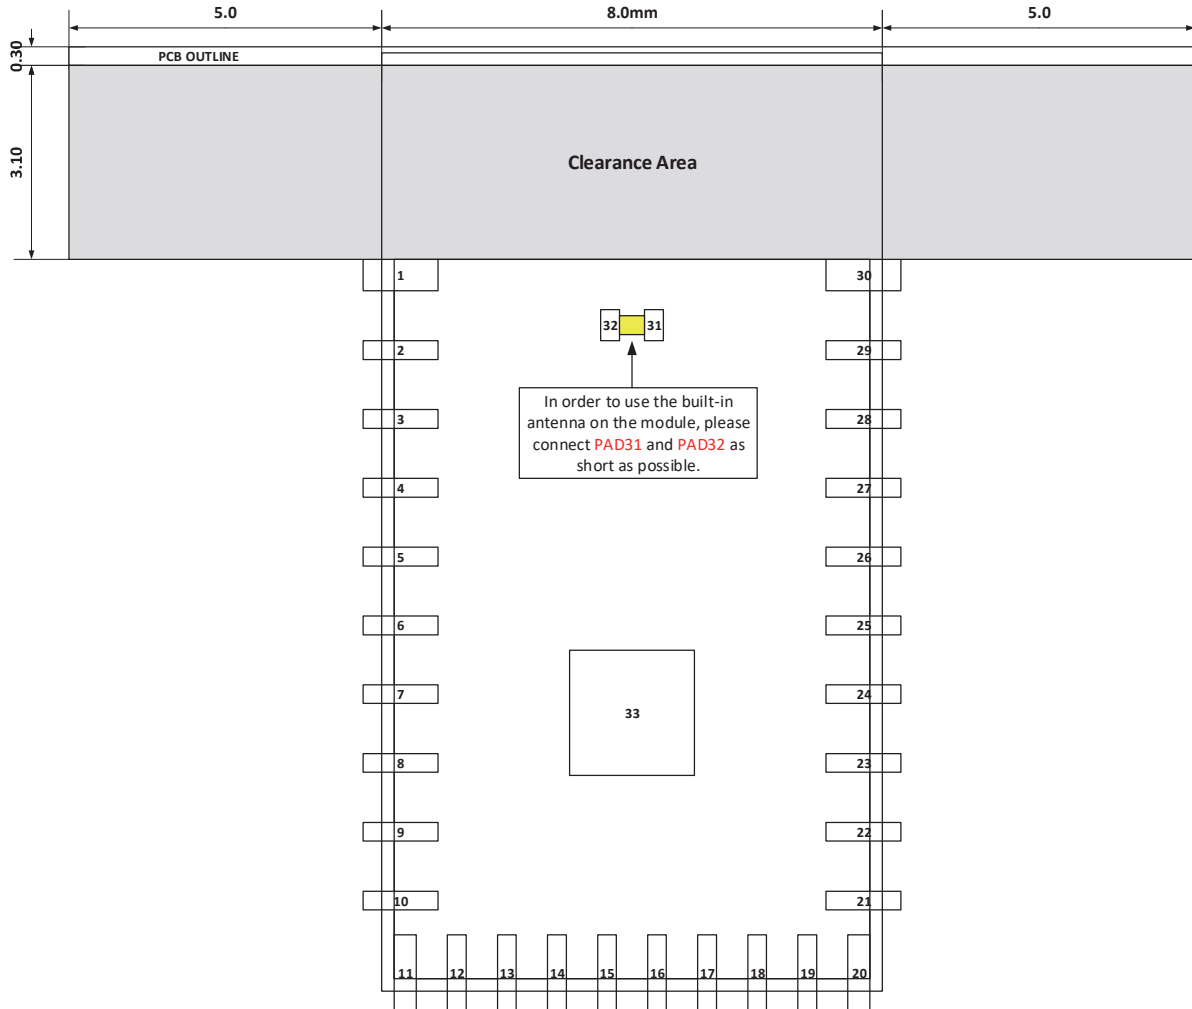 5.0 8.0mm 5.0
0.30
PCB OUTLINE
3.10
Clearance Area
1 30
32 31
2 29
In order to use the built-in
antenna on the module, please
connect PAD31 and PAD32 as
short as possible.
3 28
4 27
5 26
6 25
7 24
33
8 23
9 22
10 21
11 12 13 14 15 16 17 18 19 20